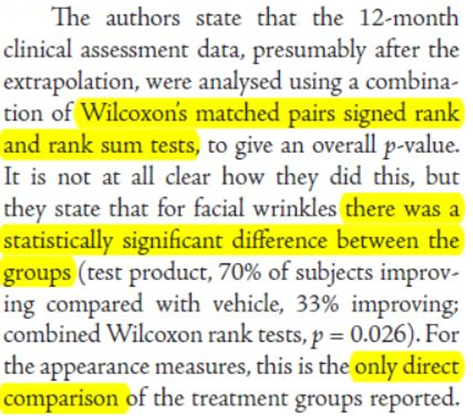 The authors state that the 12-month
clinical assessment data, presumably after the
extrapolation, were analysed using a combina-
tion of Wilcoxon's matched pairs signed rank
and rank sum tests, to give an overall p-value.
It is not at all clear how they did this, but
they state that for facial wrinkles there was a
statistically significant difference between the
groups (test product, 70% of subjects improv-
ing compared with vehicle, 33% improving;
combined Wilcoxon rank tests, p = 0.026). For
the appearance measures, this is the only direct
comparison of the treatment groups reported.